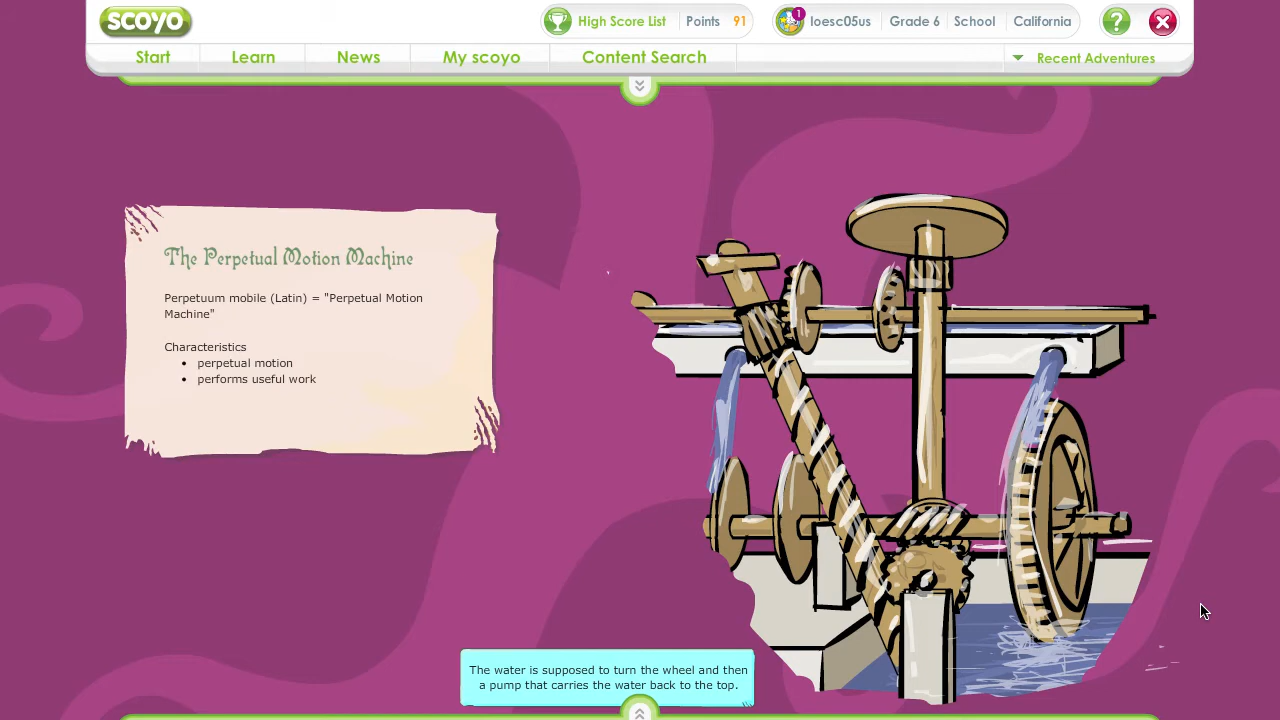 scoyo
High Score List
Points 91
1
loesc05us
Grade 6
School
California
?
Start
Learn
News
My scoyo
Content Search
Recent Adventures
The Perpetual Motion Machine
Perpetuum mobile (Latin) = "Perpetual Motion
Machine"
Characteristics
• perpetual motion
• performs useful work
The water is supposed to turn the wheel and then
a pump that carries the water back to the top.